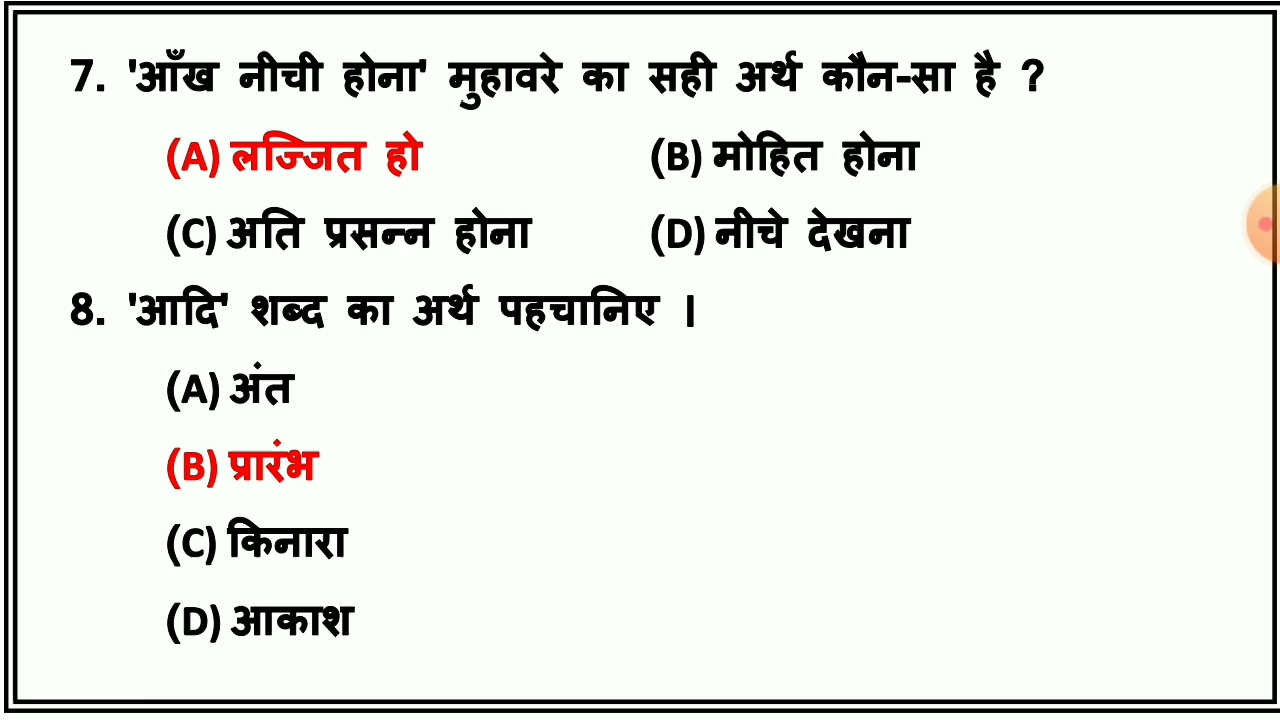 7. 'आँख नीची होना' मुहावरे का सही अर्थ कौन-सा है ?
(A) लज्जित हो (B) मोहित होना
(C) अति प्रसन्न होना (D) नीचे देखना
8. 'आदि' शब्द का अर्थ पहचानिए ।
(A) अंत
(B) प्रारंभ
(C) किनारा
(D) आकाश